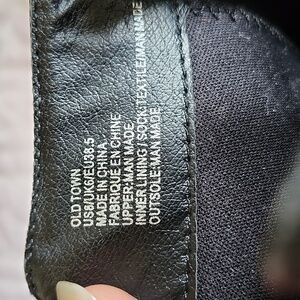 OLD TOWN
US8/UK6/EU38.5
MADE IN CHINA
FABRIQUE EN CHINE
UPPER:MAN MADE
INNER LINING/ SOCK:TEXTILE/MAN MADE
OUTSOLE:MAN MADE